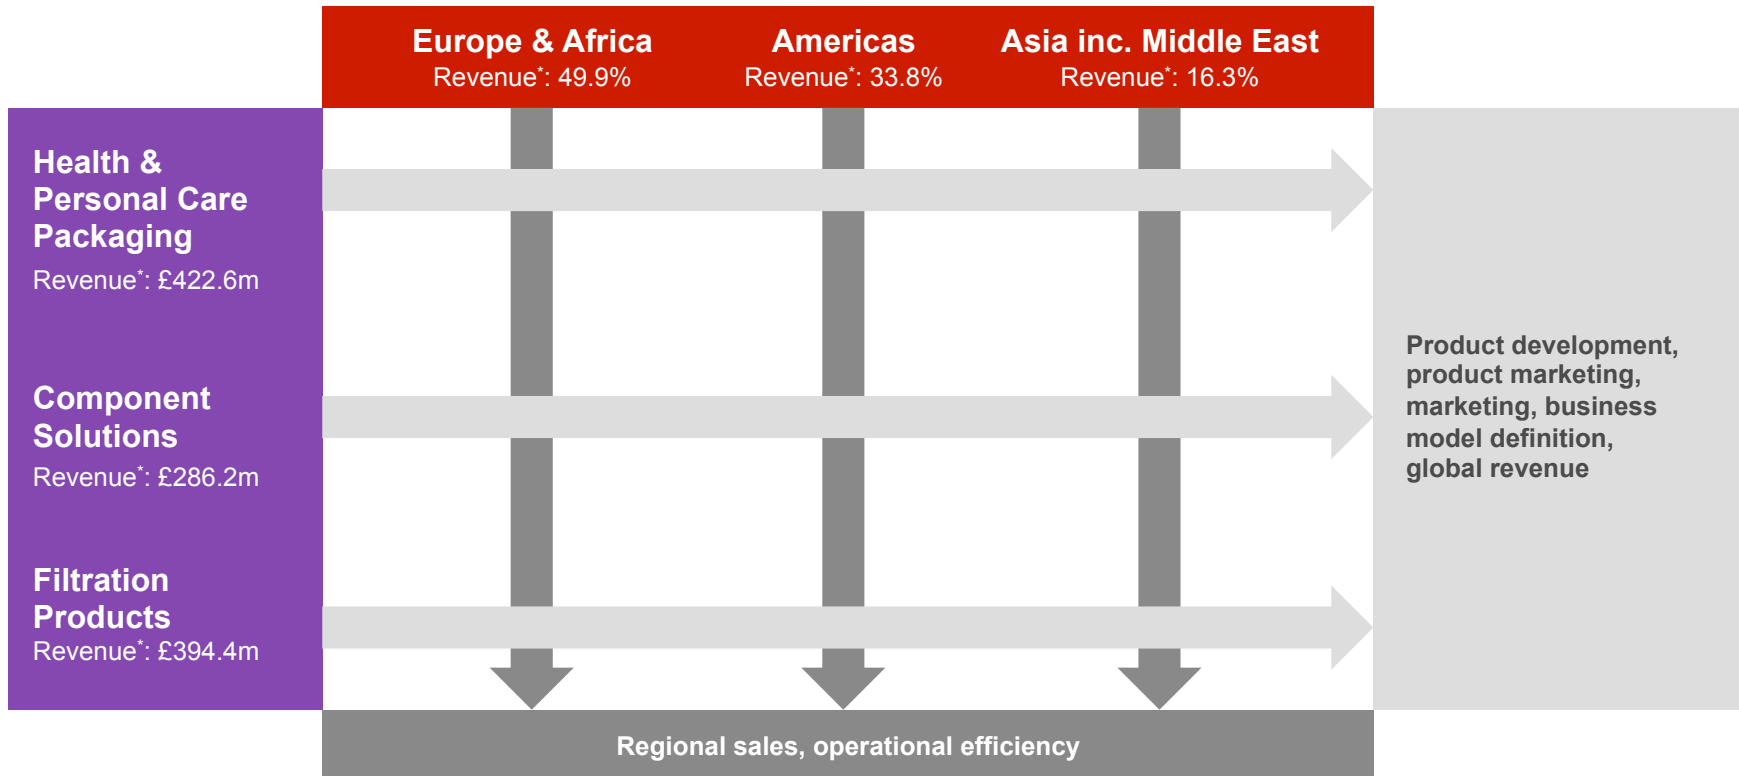 Europe & Africa
Revenue*: 49.9%
Americas
Revenue*: 33.8%
Asia inc. Middle East
Revenue*: 16.3%
Health &
Personal Care
Packaging
Revenue*: £422.6m
Component
Solutions
Revenue*: £286.2m
Filtration
Products
Revenue*: £394.4m
Product development,
product marketing,
marketing, business
model definition,
global revenue
Regional sales, operational efficiency